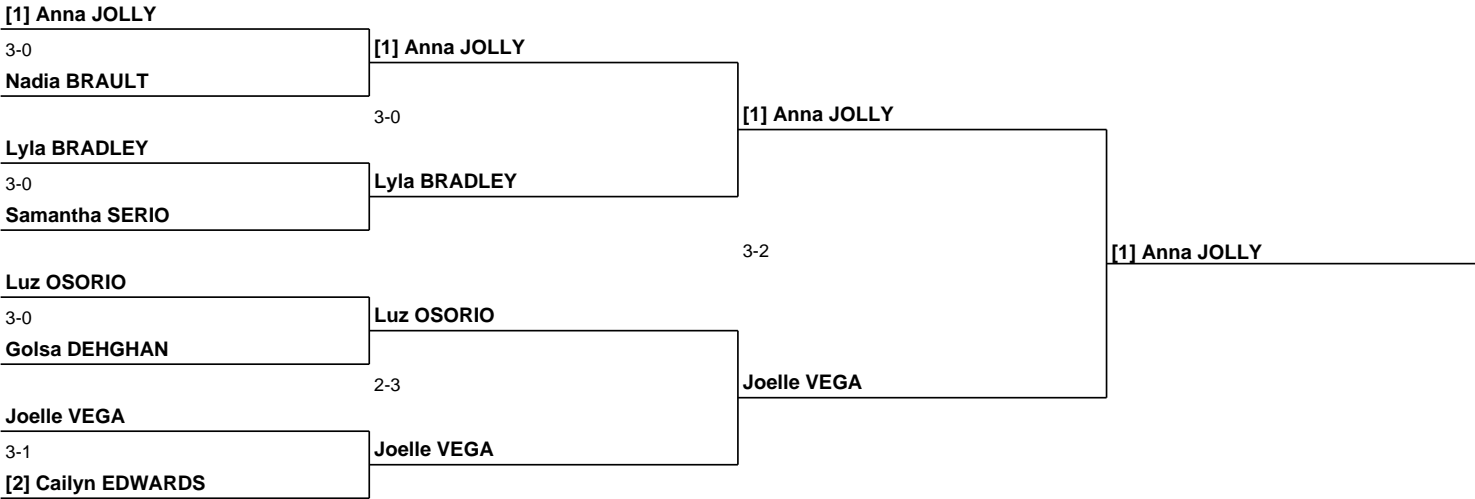 [1] Anna JOLLY
3-0
Nadia BRAULT
Lyla BRADLEY
3-0
Samantha SERIO
Luz OSORIO
3-0
Golsa DEHGHAN
Joelle VEGA
3-1
[2] Cailyn EDWARDS
[1] Anna JOLLY
3-0
Lyla BRADLEY
Luz OSORIO
2-3
Joelle VEGA
[1] Anna JOLLY
3-2
Joelle VEGA
[1] Anna JOLLY